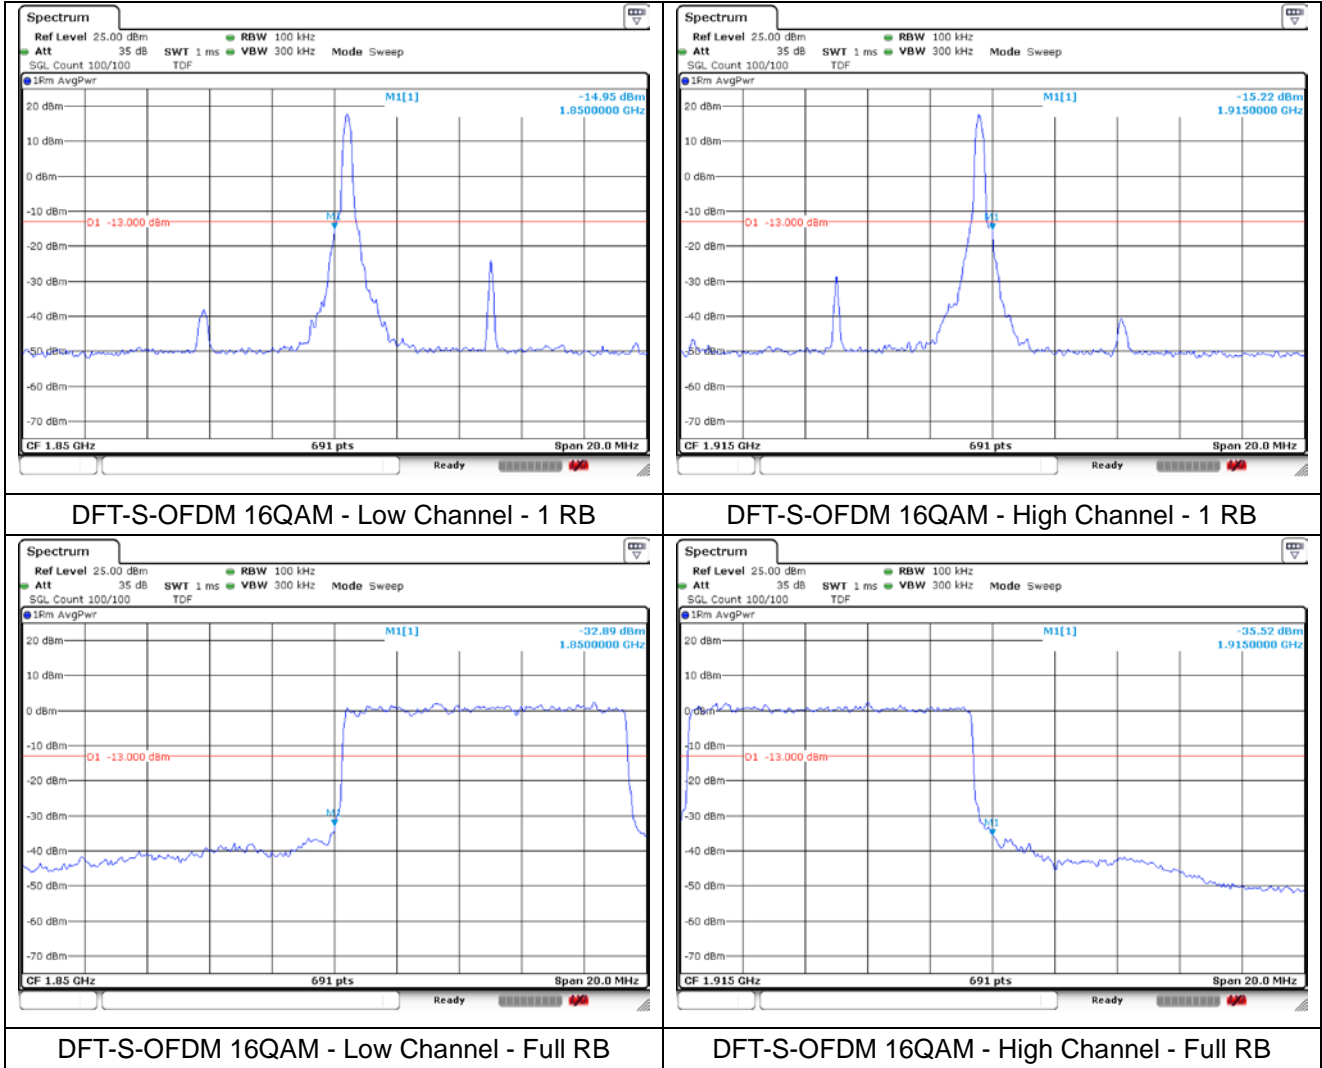 Spectrum
Ref Level 25.00 dBm RBW 100 kHz
Att 35 dB SWT 1 ms VBW 300 kHz Mode Sweep
SGL Count 100/100 TDF
1Rm AvgPwr
M1[1] -14.95 dBm
1.8500000 GHz
20 dBm
10 dBm
0 dBm
-10 dBm
M1
D1 -13.000 dBm
-20 dBm
-30 dBm
-40 dBm
-50 dBm
-60 dBm
-70 dBm
CF 1.85 GHz 691 pts Span 20.0 MHz
Ready
DFT-S-OFDM 16QAM - Low Channel - 1 RB
Spectrum
Ref Level 25.00 dBm RBW 100 kHz
Att 35 dB SWT 1 ms VBW 300 kHz Mode Sweep
SGL Count 100/100 TDF
1Rm AvgPwr
M1[1] -15.22 dBm
1.9150000 GHz
20 dBm
10 dBm
0 dBm
-10 dBm
M1
D1 -13.000 dBm
-20 dBm
-30 dBm
-40 dBm
-50 dBm
-60 dBm
-70 dBm
CF 1.915 GHz 691 pts Span 20.0 MHz
Ready
DFT-S-OFDM 16QAM - High Channel - 1 RB
Spectrum
Ref Level 25.00 dBm RBW 100 kHz
Att 35 dB SWT 1 ms VBW 300 kHz Mode Sweep
SGL Count 100/100 TDF
1Rm AvgPwr
M1[1] -32.89 dBm
1.8500000 GHz
20 dBm
10 dBm
0 dBm
-10 dBm
D1 -13.000 dBm
-20 dBm
-30 dBm
M1
-40 dBm
-50 dBm
-60 dBm
-70 dBm
CF 1.85 GHz 691 pts Span 20.0 MHz
Ready
DFT-S-OFDM 16QAM - Low Channel - Full RB
Spectrum
Ref Level 25.00 dBm RBW 100 kHz
Att 35 dB SWT 1 ms VBW 300 kHz Mode Sweep
SGL Count 100/100 TDF
1Rm AvgPwr
M1[1] -35.52 dBm
1.9150000 GHz
20 dBm
10 dBm
0 dBm
-10 dBm
D1 -13.000 dBm
-20 dBm
-30 dBm
M1
-40 dBm
-50 dBm
-60 dBm
-70 dBm
CF 1.915 GHz 691 pts Span 20.0 MHz
Ready
DFT-S-OFDM 16QAM - High Channel - Full RB